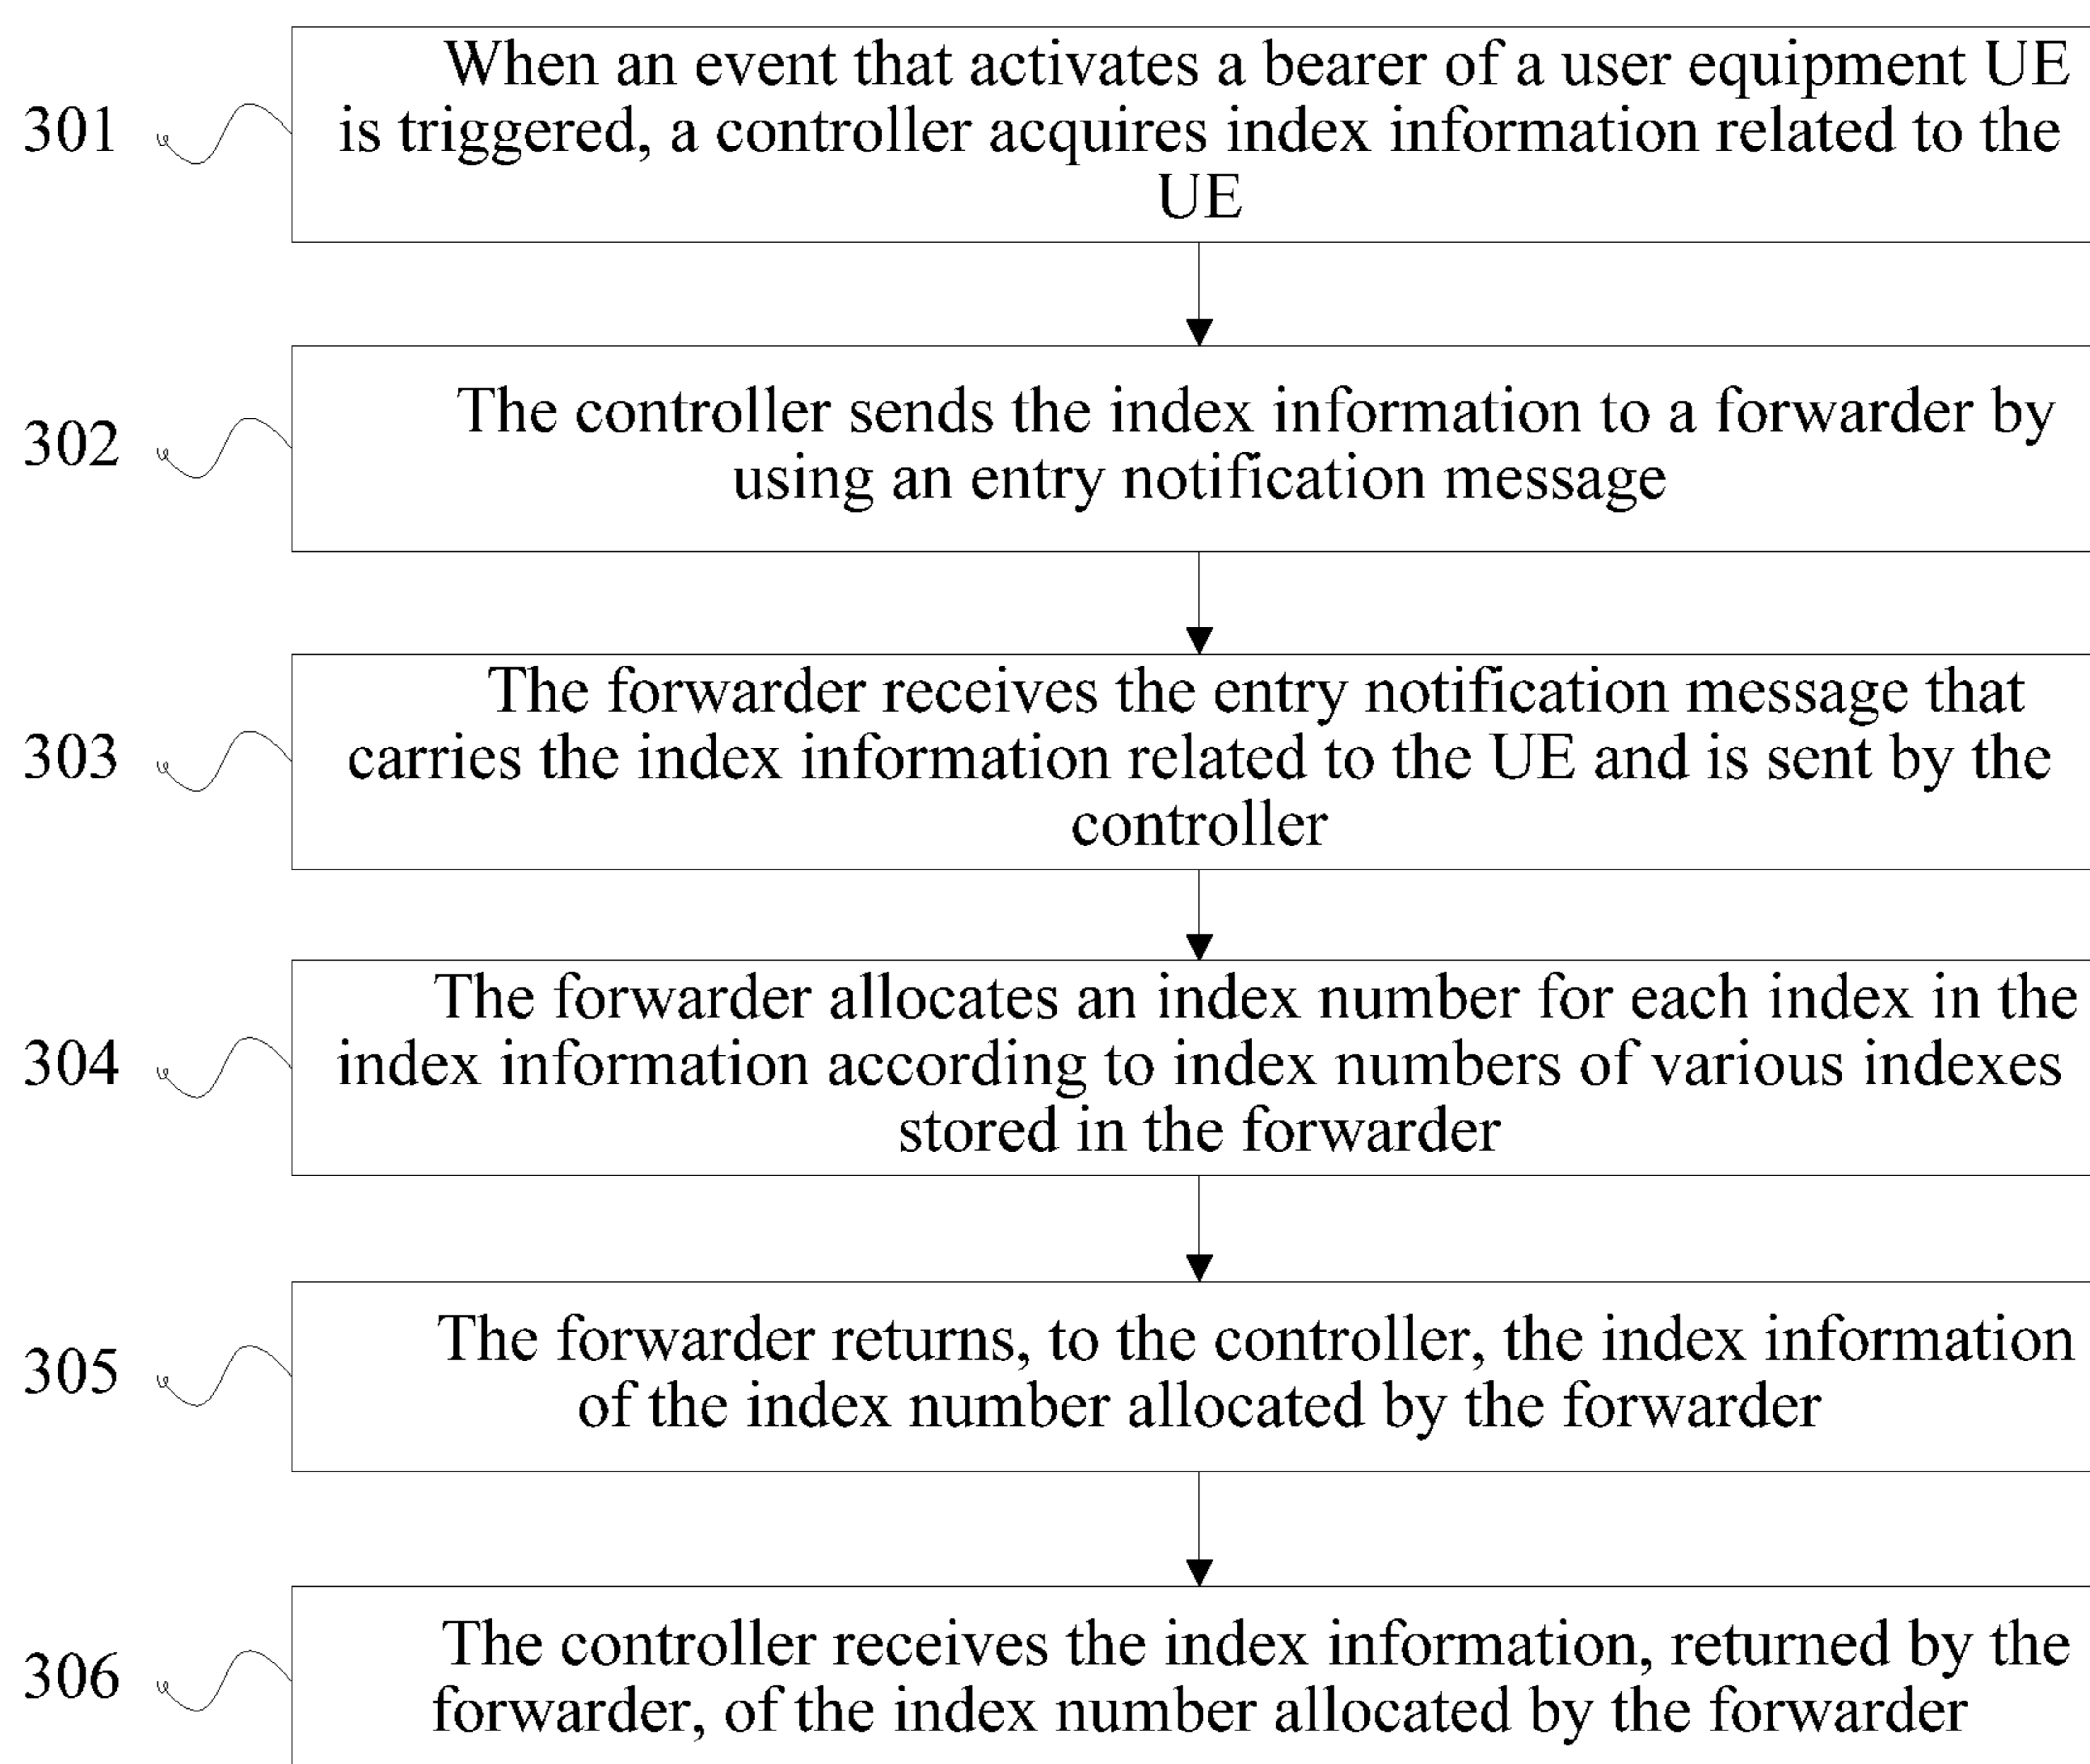 When an event that activates a bearer of a user equipment UE
301
is triggered, a controller acquires index information related to the
UE
The controller sends the index information to a forwarder by
302
using an entry notification message
The forwarder receives the entry notification message that
303
carries the index information related to the UE and is sent by the
controller
The forwarder allocates an index number for each index in the
304
index information according to index numbers of various indexes
stored in the forwarder
The forwarder returns, to the controller, the index information
305
of the index number allocated by the forwarder
The controller receives the index information, returned by the
306
forwarder, of the index number allocated by the forwarder